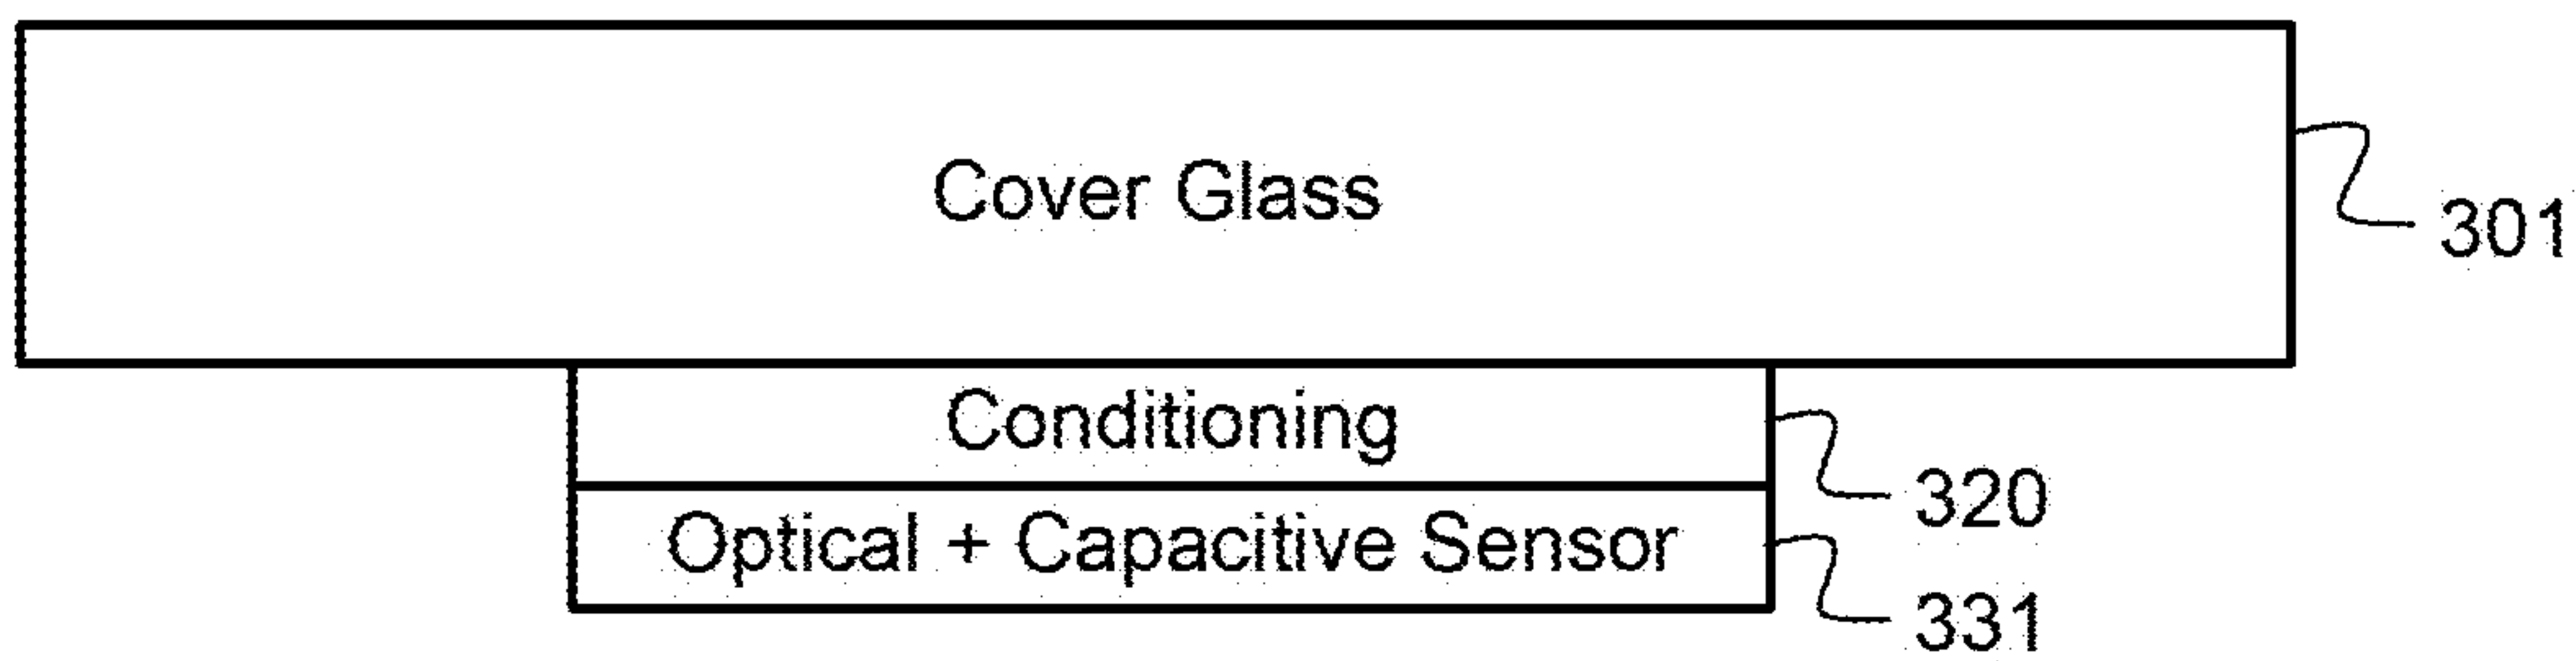 Cover Glass
301
Conditioning
320
Optical + Capacitive Sensor
331